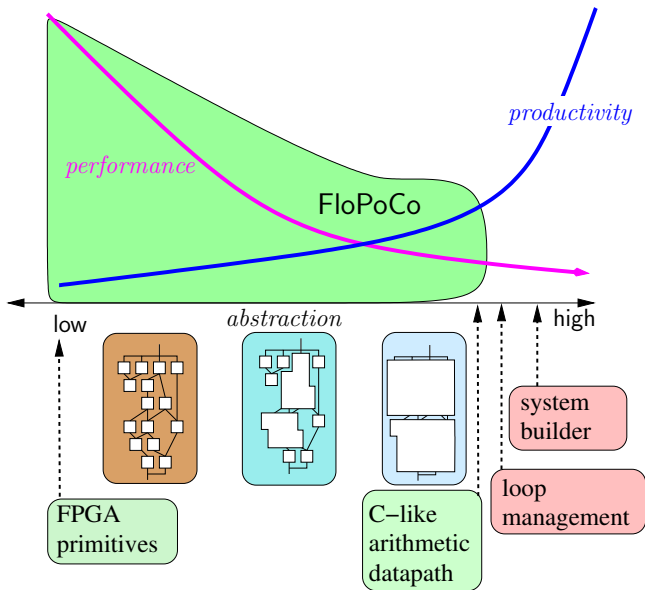 productivity
performance
FloPoCo
low
abstraction
high
system
builder
FPGA
primitives
C−like
arithmetic
datapath
loop
management